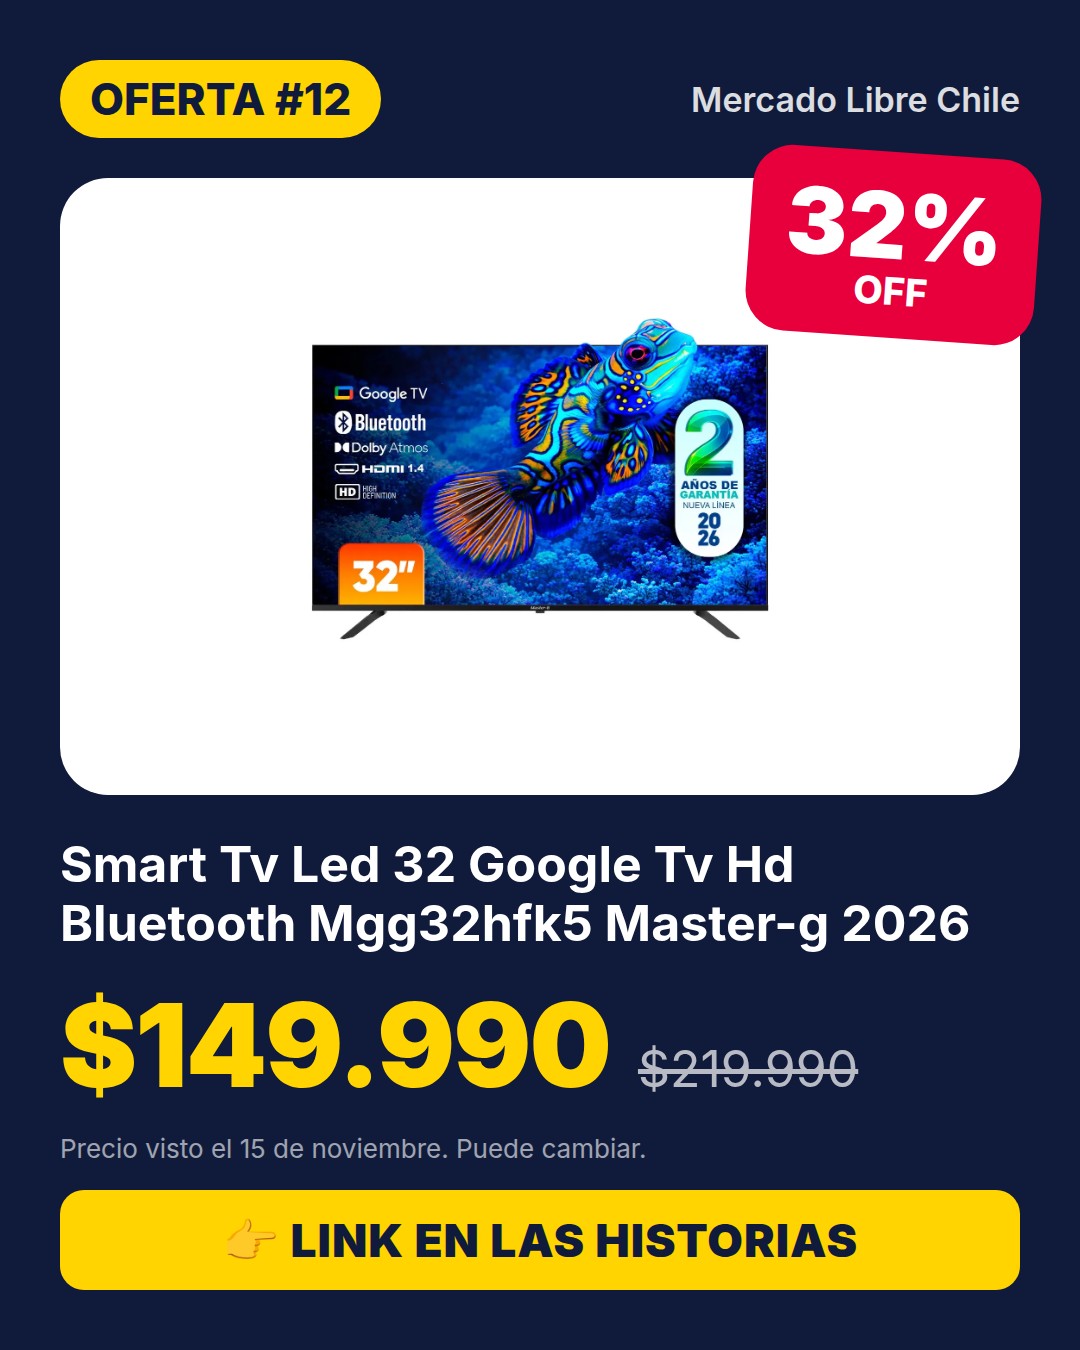 OFERTA #12
Mercado Libre Chile
32%
OFF
Google TV
Bluetooth
Dolby Atmos
HDMI 1.4
HD HIGH DEFINITION
2
AÑOS DE
GARANTÍA
NUEVA LÍNEA
20
26
32"
Master-G
Smart Tv Led 32 Google Tv Hd
Bluetooth Mgg32hfk5 Master-g 2026
$149.990 $219.990
Precio visto el 15 de noviembre. Puede cambiar.
👉 LINK EN LAS HISTORIAS